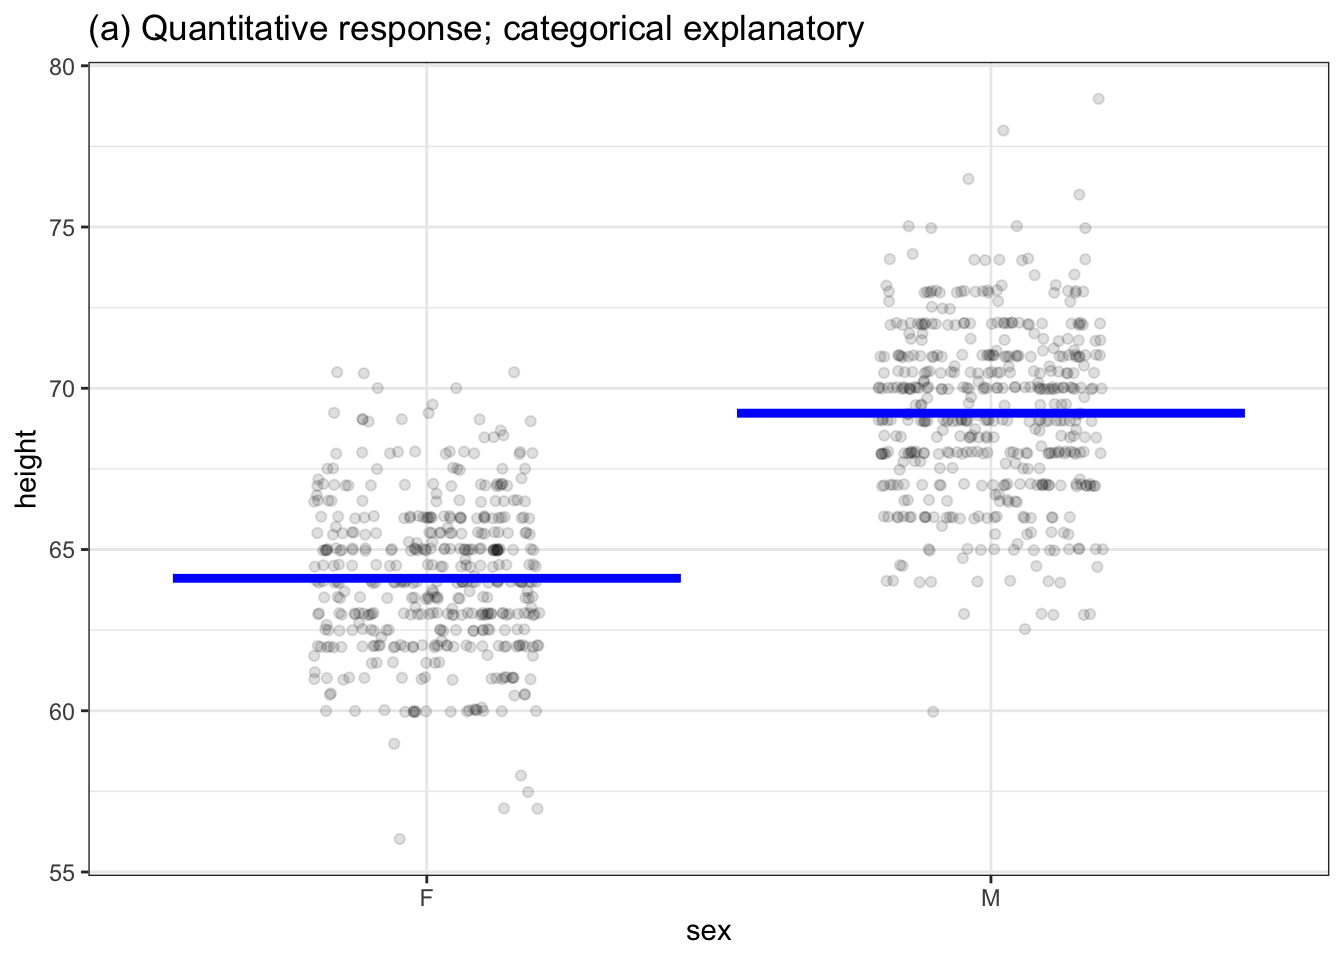 (a) Quantitative response; categorical explanatory
80
75
70
65
60
55
height
F
M
sex